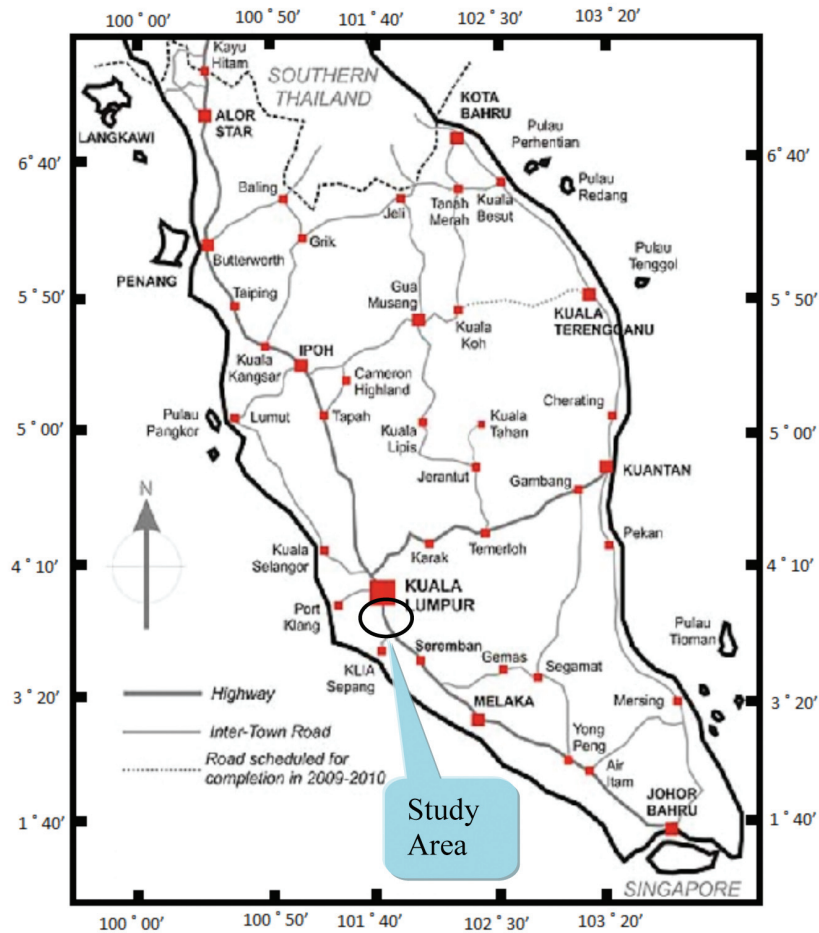 100 ° 00′
100 ° 50′
101 ° 40′
102 ° 30′
103 ° 20′
Kayu
Hitam
SOUTHERN
THAILAND
KOTA
BAHRU
LANGKAWI
ALOR
STAR
Pulau
Perhentian
6 ° 40′
6 ° 40′
Pulau
Redang
Baling
Jeli
Tanah
Merah
Kuala
Besut
Grik
Butterworth
PENANG
Pulau
Tenggol
Taiping
Gua
Musang
5 ° 50′
5 ° 50′
KUALA
TERENGGANU
Kuala
Koh
Kuala
Kangsar
IPOH
Cameron
Highland
Cherating
Pulau
Pangkor
Lumut
Tapah
Kuala
Lipis
Kuala
Tahan
5 ° 00′
5 ° 00′
Jerantut
Gambang
KUANTAN
N
Pekan
Kuala
Selangor
Karak
Temerloh
4 ° 10′
4 ° 10′
KUALA
LUMPUR
Port
Klang
Pulau
Tioman
Seremban
Gemas
Segamat
KLIA
Sepang
3 ° 20′
3 ° 20′
Highway
MELAKA
Mersing
Inter-Town Road
Yong
Peng
Road scheduled for
completion in 2009-2010
Air
Itam
JOHOR
BAHRU
Study
Area
1 ° 40′
1 ° 40′
SINGAPORE
100 ° 00′
100 ° 50′
101 ° 40′
102 ° 30′
103 ° 20′